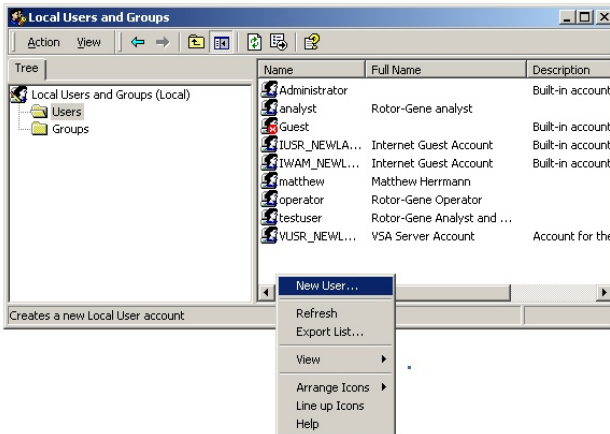 Local Users and Groups
Action View
Tree
Local Users and Groups (Local)
Users
Groups
Name Full Name Description
Administrator Built-in account
analyst Rotor-Gene analyst
Guest Built-in account
IUSR_NEWLA... Internet Guest Account Built-in account
IWAM_NEWL... Internet Guest Account Built-in account
matthew Matthew Herrmann
operator Rotor-Gene Operator
testuser Rotor-Gene Analyst and ...
VUSR_NEWL... VSA Server Account Account for the
New User...
Refresh
Export List...
View
Arrange Icons
Line up Icons
Help
Creates a new Local User account